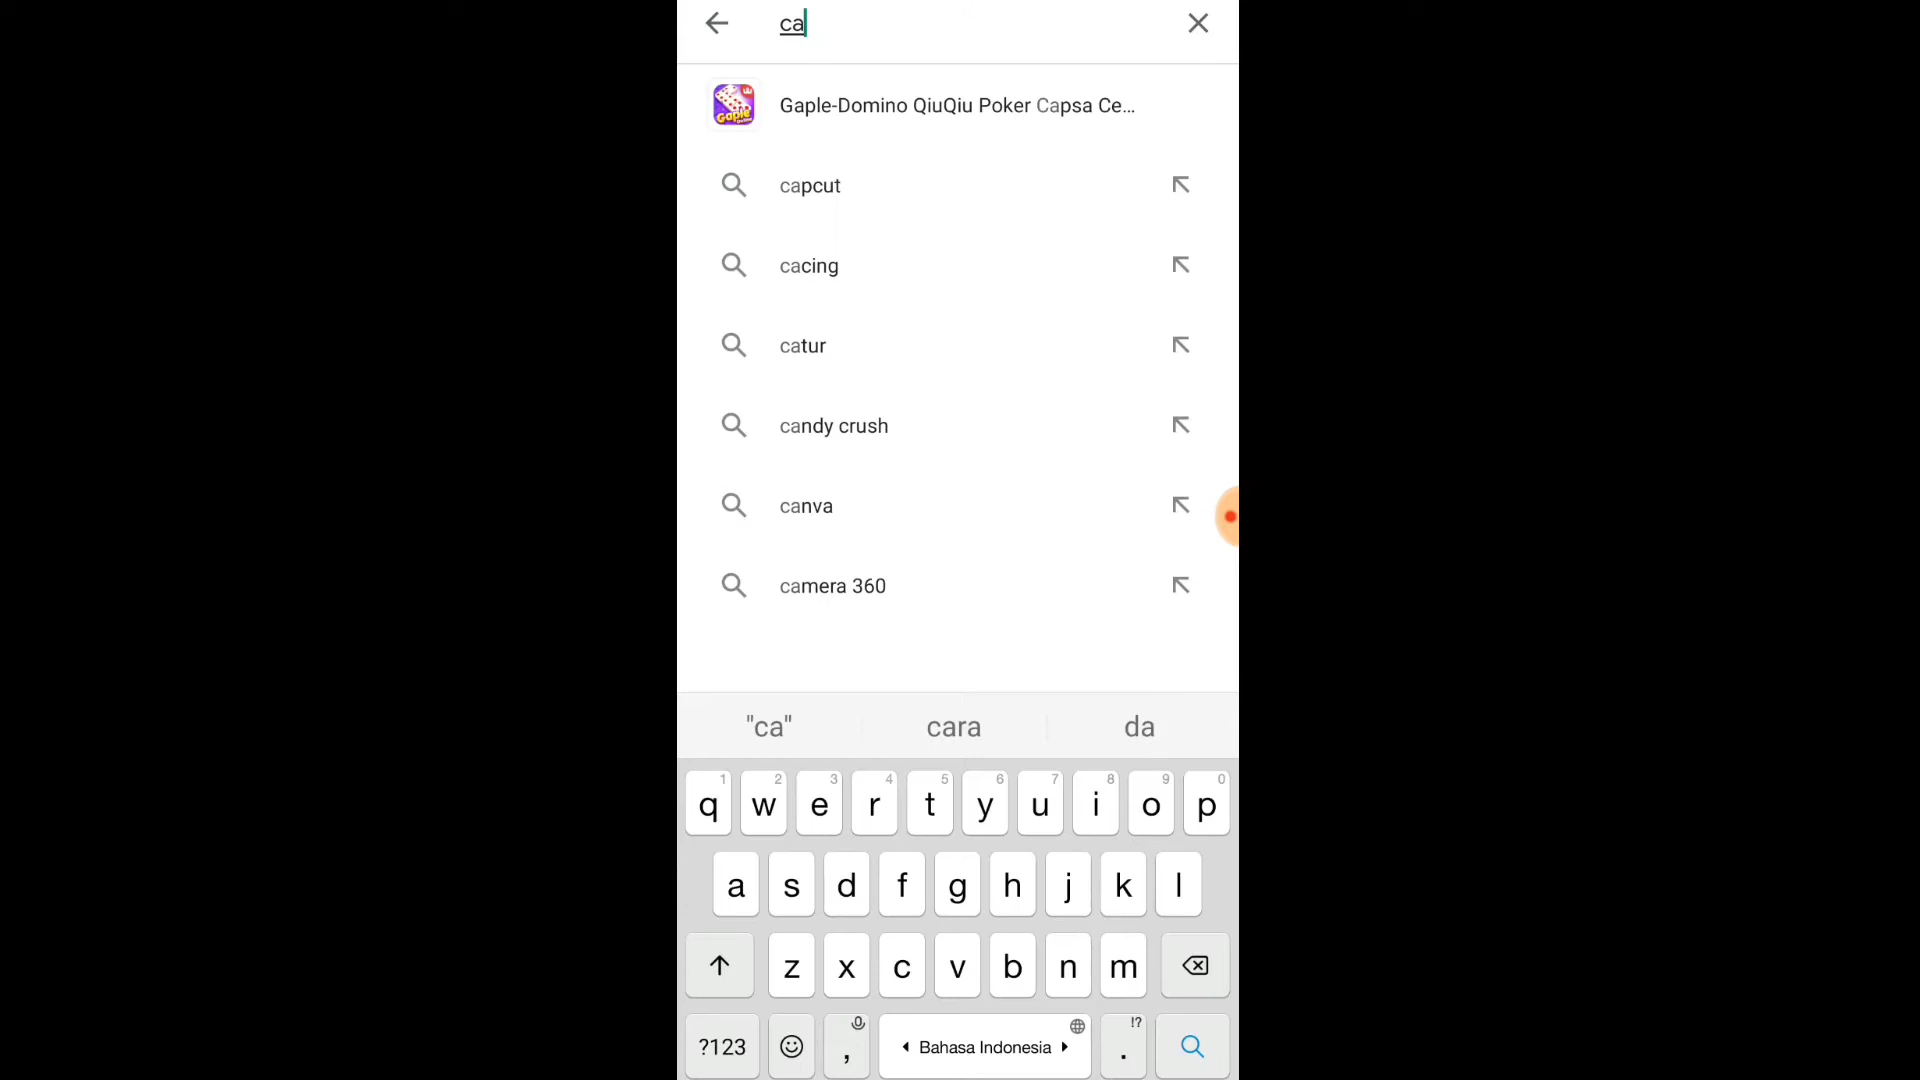 ca
Gaple-Domino QiuQiu Poker Capsa Ce...
Gaple
capcut
cacing
catur
candy crush
canva
camera 360
"ca" cara da
1 2 3 4 5 6 7 8 9 0
q w e r t y u i o p
a s d f g h j k l
z x c v b n m
?123 , Bahasa Indonesia . !?